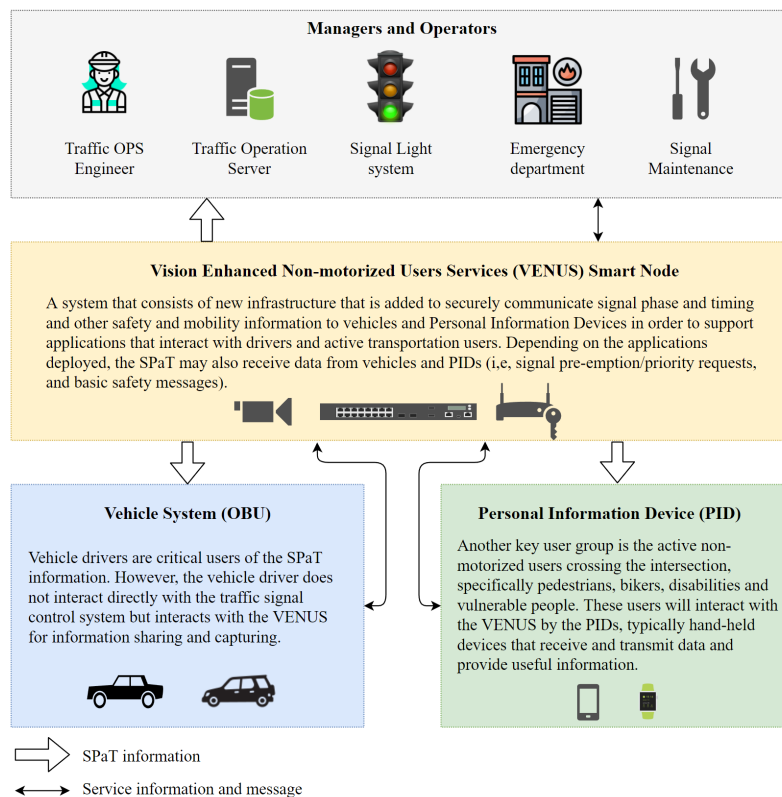 Managers and Operators
Traffic OPS
Engineer
Traffic Operation
Server
Signal Light
system
Emergency
department
Signal
Maintenance
Vision Enhanced Non-motorized Users Services (VENUS) Smart Node
A system that consists of new infrastructure that is added to securely communicate signal phase and timing
and other safety and mobility information to vehicles and Personal Information Devices in order to support
applications that interact with drivers and active transportation users. Depending on the applications
deployed, the SPaT may also receive data from vehicles and PIDs (i,e, signal pre-emption/priority requests,
and basic safety messages).
Vehicle System (OBU)
Vehicle drivers are critical users of the SPaT
information. However, the vehicle driver does
not interact directly with the traffic signal
control system but interacts with the VENUS
for information sharing and capturing.
Personal Information Device (PID)
Another key user group is the active non-
motorized users crossing the intersection,
specifically pedestrians, bikers, disabilities and
vulnerable people. These users will interact with
the VENUS by the PIDs, typically hand-held
devices that receive and transmit data and
provide useful information.
SPaT information
Service information and message